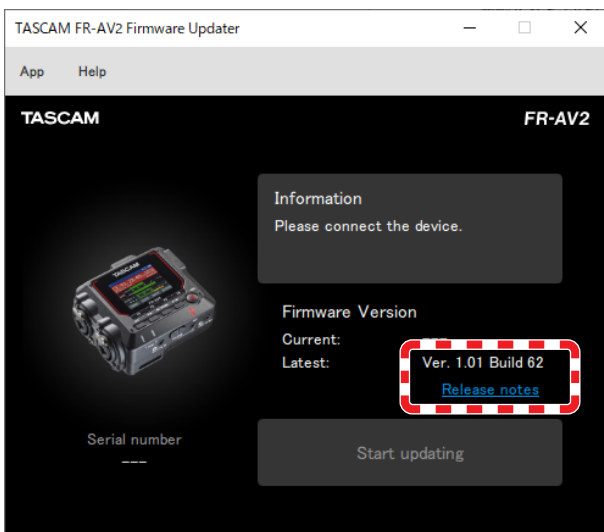 TASCAM FR-AV2 Firmware Updater
App Help
TASCAM FR-AV2
Information
Please connect the device.
Firmware Version
Current: ---
Latest: Ver. 1.01 Build 62
Release notes
Serial number
---
Start updating